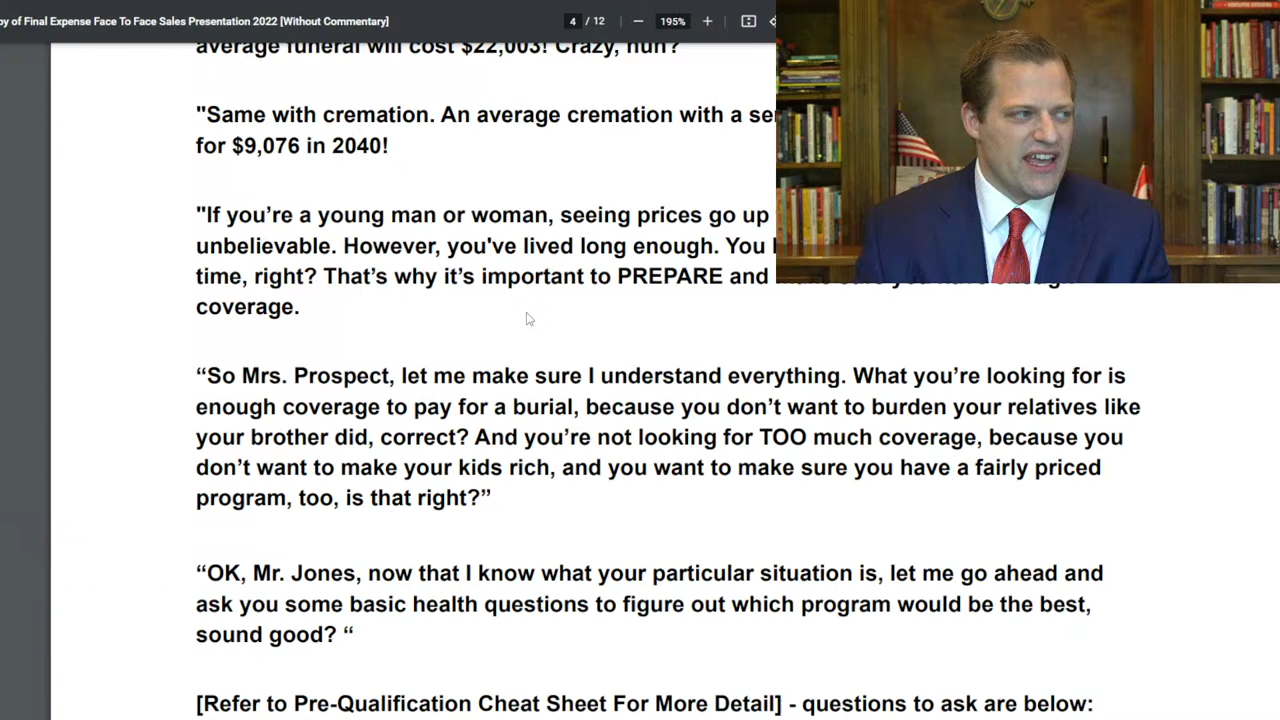 py of Final Expense Face To Face Sales Presentation 2022 [Without Commentary]
4 / 12
195%
average funeral will cost $22,003! Crazy, huh?
"Same with cremation. An average cremation with a
for $9,076 in 2040!
"If you're a young man or woman, seeing prices go up
unbelievable. However, you've lived long enough. You
time, right? That’s why it’s important to PREPARE and
coverage.
“So Mrs. Prospect, let me make sure I understand everything. What you’re looking for is
enough coverage to pay for a burial, because you don’t want to burden your relatives like
your brother did, correct? And you’re not looking for TOO much coverage, because you
don’t want to make your kids rich, and you want to make sure you have a fairly priced
program, too, is that right?”
“OK, Mr. Jones, now that I know what your particular situation is, let me go ahead and
ask you some basic health questions to figure out which program would be the best,
sound good? “
[Refer to Pre-Qualification Cheat Sheet For More Detail] - questions to ask are below: